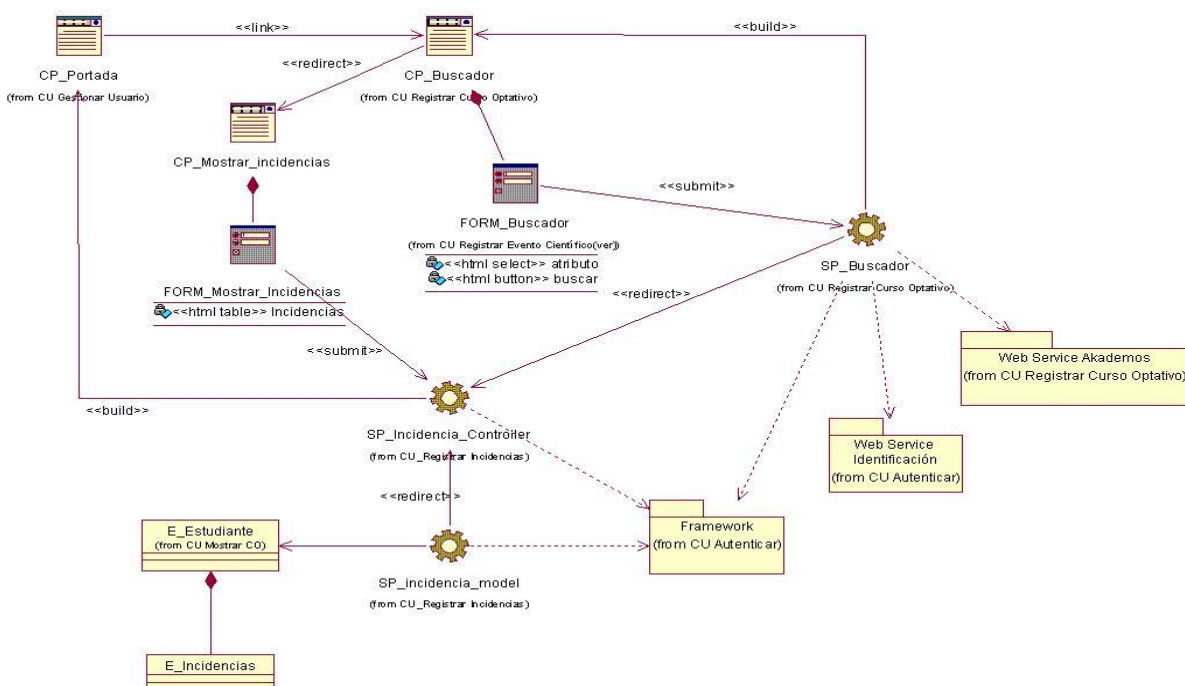 <<link>>
<<build>>
CP_Portada
(from CU Gestionar Usuario)
<<redirect>>
CP_Buscador
(from CU Registrar Curso Optativo)
CP_Mostrar_incidencias
<<submit>>
FORM_Buscador
(from CU Registrar Evento Científico(ver))
<<html select>> atributo
<<html button>> buscar
SP_Buscador
(from CU Registrar Curso Optativo)
FORM_Mostrar_Incidencias
<<html table>> Incidencias
<<redirect>>
<<submit>>
Web Service Akademos
(from CU Registrar Curso Optativo)
<<build>>
SP_Incidencia_Controller
(from CU_Registrar Incidencias)
Web Service
Identificación
(from CU Autenticar)
<<redirect>>
E_Estudiante
(from CU Mostrar CO)
Framework
(from CU Autenticar)
SP_incidencia_model
(from CU_Registrar Incidencias)
E_Incidencias